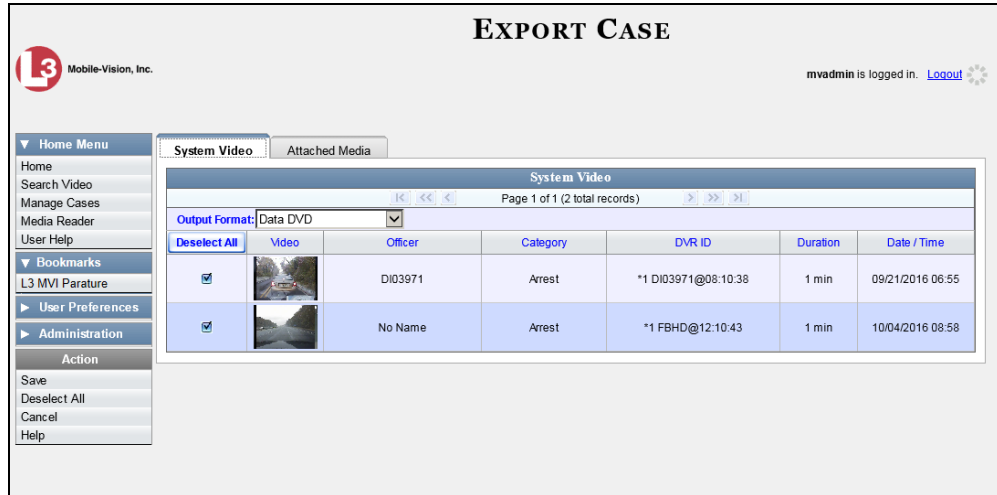 EXPORT CASE
L3 Mobile-Vision, Inc.
mvadmin is logged in. Logout
▼ Home Menu
Home
Search Video
Manage Cases
Media Reader
User Help
▼ Bookmarks
L3 MVI Parature
► User Preferences
► Administration
Action
Save
Deselect All
Cancel
Help
System Video Attached Media
System Video
Page 1 of 1 (2 total records)
Output Format: Data DVD
Deselect All Video Officer Category DVR ID Duration Date / Time
DI03971 Arrest *1 DI03971@08:10:38 1 min 09/21/2016 06:55
No Name Arrest *1 FBHD@12:10:43 1 min 10/04/2016 08:58